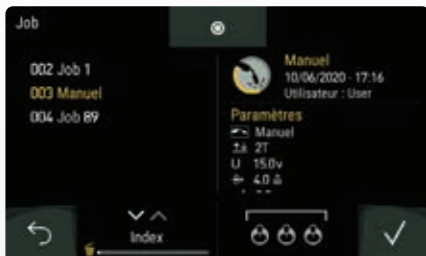 Job
002 Job 1
003 Manuel
004 Job 89
Manuel
10/06/2020 - 17:16
Utilisateur : User
Paramètres
Manuel
2T
U 15.0v
4.0
Index